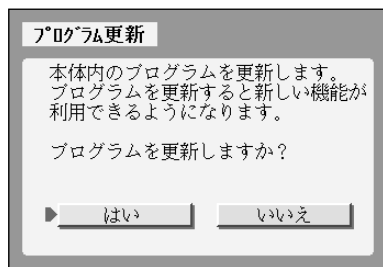 ﾌﾟﾛｸﾞﾗﾑ更新
本体内のプログラムを更新します。
プログラムを更新すると新しい機能が
利用できるようになります。
プログラムを更新しますか？
はい　いいえ